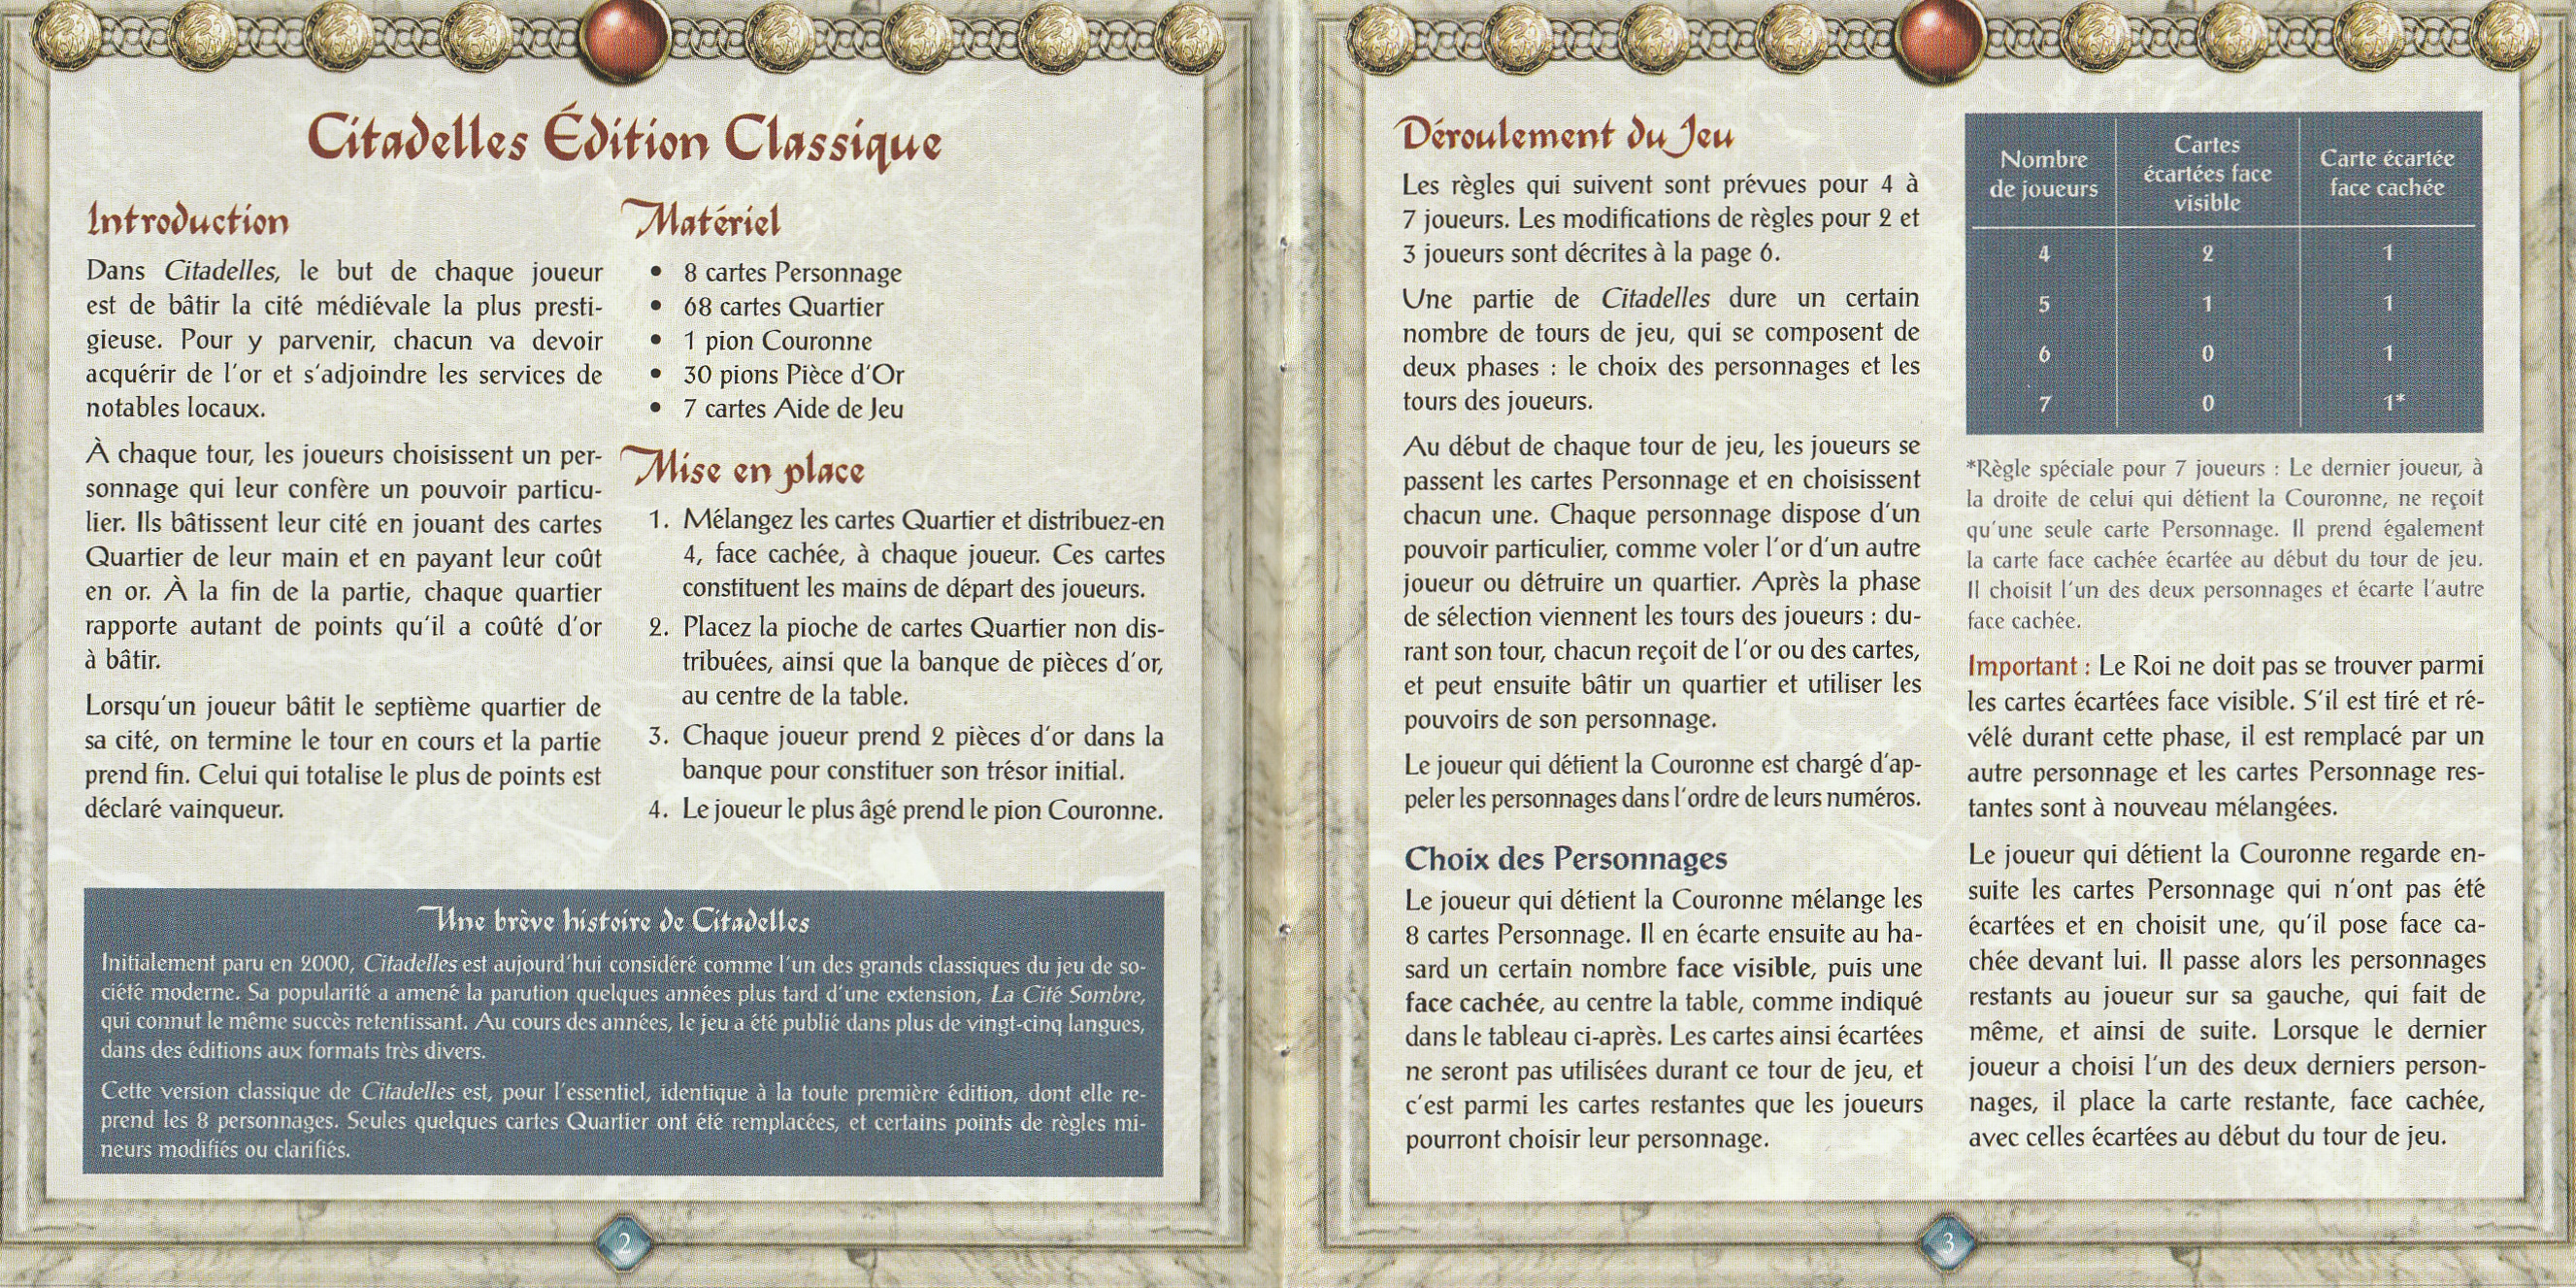 Citadelles Édition Classique
Introduction
Dans Citadelles, le but de chaque joueur
est de bâtir la cité médiévale la plus presti-
gieuse. Pour y parvenir, chacun va devoir
acquérir de l'or et s'adjoindre les services de
notables locaux.
À chaque tour, les joueurs choisissent un per-
sonnage qui leur confère un pouvoir particu-
lier. Ils bâtissent leur cité en jouant des cartes
Quartier de leur main et en payant leur coût
en or. À la fin de la partie, chaque quartier
rapporte autant de points qu'il a coûté d'or
à bâtir.
Lorsqu'un joueur bâtit le septième quartier de
sa cité, on termine le tour en cours et la partie
prend fin. Celui qui totalise le plus de points est
déclaré vainqueur.
Matériel
• 8 cartes Personnage
• 68 cartes Quartier
• 1 pion Couronne
• 30 pions Pièce d'Or
• 7 cartes Aide de Jeu
Mise en place
1. Mélangez les cartes Quartier et distribuez-en
4, face cachée, à chaque joueur. Ces cartes
constituent les mains de départ des joueurs.
2. Placez la pioche de cartes Quartier non dis-
tribuées, ainsi que la banque de pièces d'or,
au centre de la table.
3. Chaque joueur prend 2 pièces d'or dans la
banque pour constituer son trésor initial.
4. Le joueur le plus âgé prend le pion Couronne.
Une brève histoire de Citadelles
Initialement paru en 2000, Citadelles est aujourd'hui considéré comme l'un des grands classiques du jeu de so-
ciété moderne. Sa popularité a amené la parution quelques années plus tard d'une extension, La Cité Sombre,
qui connut le même succès retentissant. Au cours des années, le jeu a été publié dans plus de vingt-cinq langues,
dans des éditions aux formats très divers.
Cette version classique de Citadelles est, pour l'essentiel, identique à la toute première édition, dont elle re-
prend les 8 personnages. Seules quelques cartes Quartier ont été remplacées, et certains points de règles mi-
neurs modifiés ou clarifiés.
2
Déroulement du Jeu
Les règles qui suivent sont prévues pour 4 à
7 joueurs. Les modifications de règles pour 2 et
3 joueurs sont décrites à la page 6.
Une partie de Citadelles dure un certain
nombre de tours de jeu, qui se composent de
deux phases : le choix des personnages et les
tours des joueurs.
Au début de chaque tour de jeu, les joueurs se
passent les cartes Personnage et en choisissent
chacun une. Chaque personnage dispose d'un
pouvoir particulier, comme voler l'or d'un autre
joueur ou détruire un quartier. Après la phase
de sélection viennent les tours des joueurs : du-
rant son tour, chacun reçoit de l'or ou des cartes,
et peut ensuite bâtir un quartier et utiliser les
pouvoirs de son personnage.
Le joueur qui détient la Couronne est chargé d'ap-
peler les personnages dans l'ordre de leurs numéros.
Choix des Personnages
Le joueur qui détient la Couronne mélange les
8 cartes Personnage. Il en écarte ensuite au ha-
sard un certain nombre face visible, puis une
face cachée, au centre la table, comme indiqué
dans le tableau ci-après. Les cartes ainsi écartées
ne seront pas utilisées durant ce tour de jeu, et
c'est parmi les cartes restantes que les joueurs
pourront choisir leur personnage.
Nombre de joueurs Cartes écartées face visible Carte écartée face cachée
4 2 1
5 1 1
6 0 1
7 0 1*
*Règle spéciale pour 7 joueurs : Le dernier joueur, à
la droite de celui qui détient la Couronne, ne reçoit
qu'une seule carte Personnage. Il prend également
la carte face cachée écartée au début du tour de jeu.
Il choisit l'un des deux personnages et écarte l'autre
face cachée.
Important : Le Roi ne doit pas se trouver parmi
les cartes écartées face visible. S'il est tiré et ré-
vélé durant cette phase, il est remplacé par un
autre personnage et les cartes Personnage res-
tantes sont à nouveau mélangées.
Le joueur qui détient la Couronne regarde en-
suite les cartes Personnage qui n'ont pas été
écartées et en choisit une, qu'il pose face ca-
chée devant lui. Il passe alors les personnages
restants au joueur sur sa gauche, qui fait de
même, et ainsi de suite. Lorsque le dernier
joueur a choisi l'un des deux derniers person-
nages, il place la carte restante, face cachée,
avec celles écartées au début du tour de jeu.
3